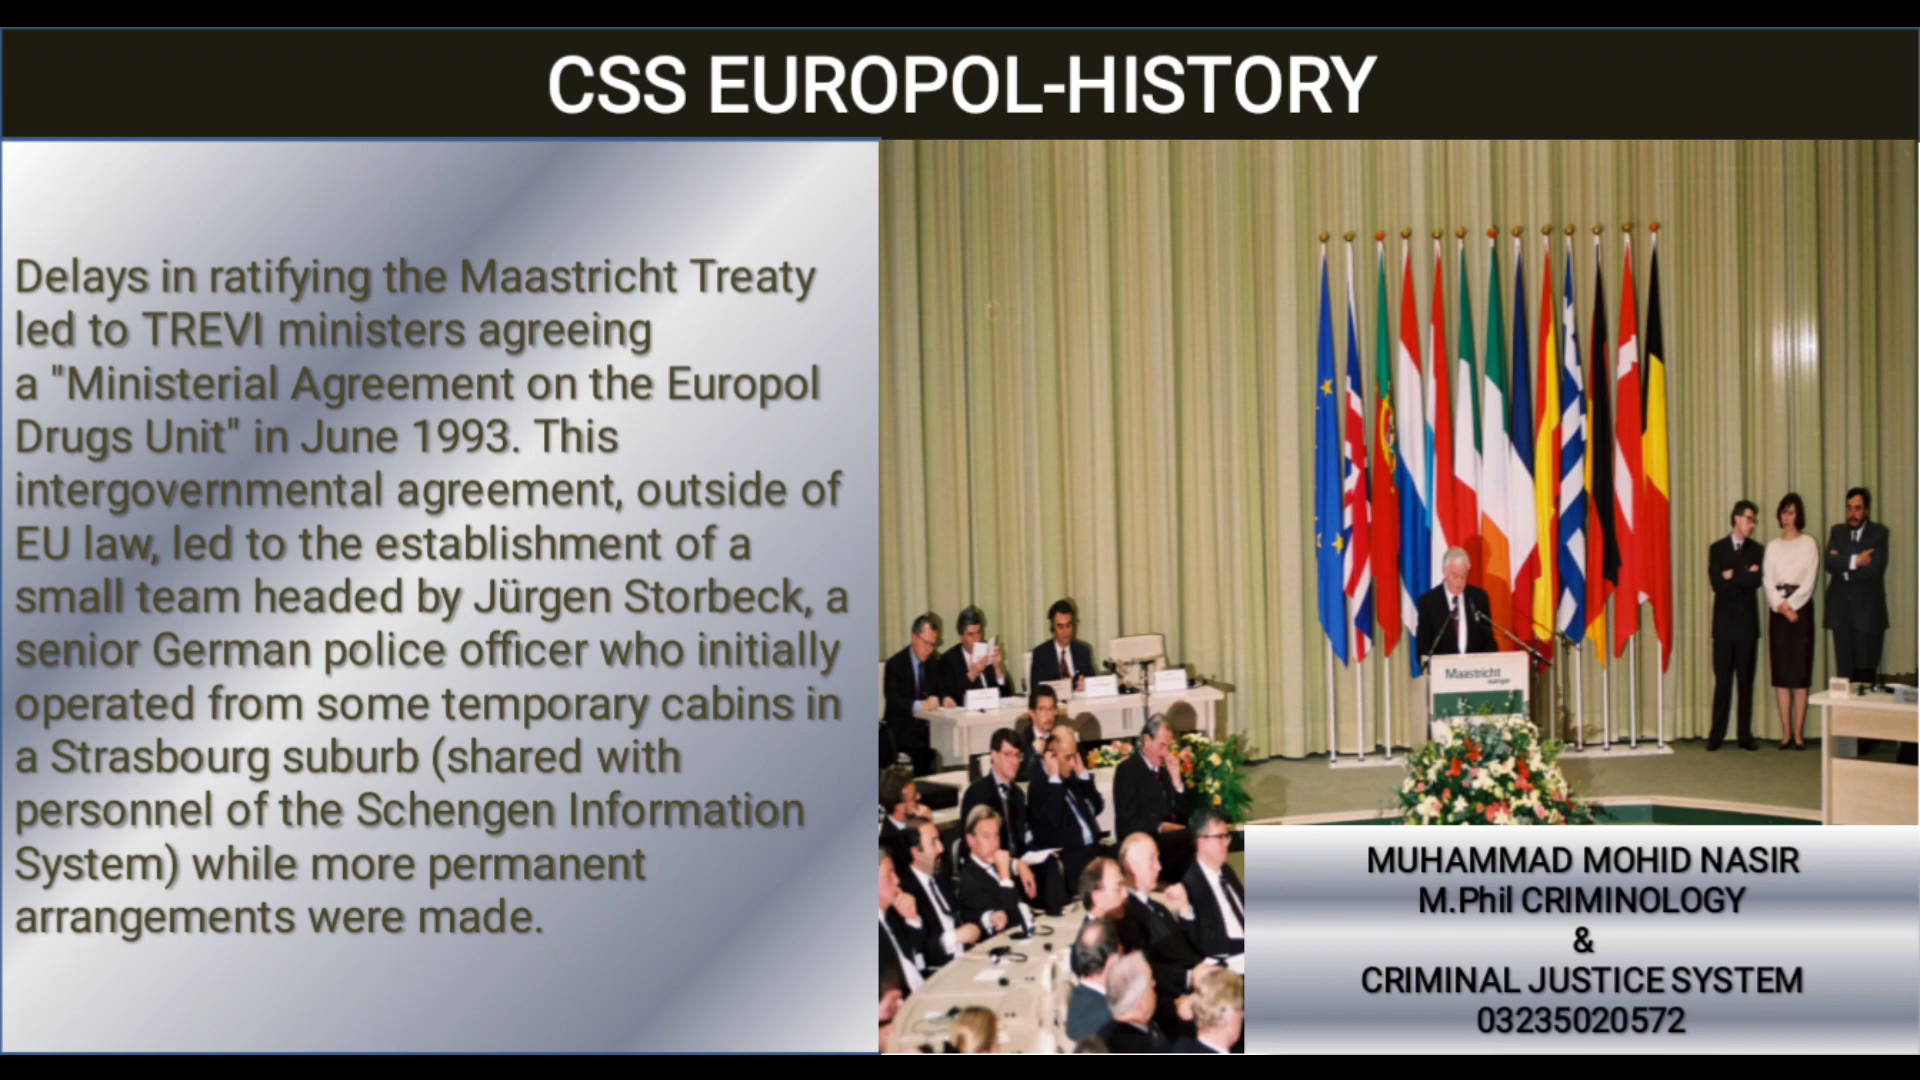 CSS EUROPOL-HISTORY
Delays in ratifying the Maastricht Treaty
led to TREVI ministers agreeing
a "Ministerial Agreement on the Europol
Drugs Unit" in June 1993. This
intergovernmental agreement, outside of
EU law, led to the establishment of a
small team headed by Jürgen Storbeck, a
senior German police officer who initially
operated from some temporary cabins in
a Strasbourg suburb (shared with
personnel of the Schengen Information
System) while more permanent
arrangements were made.
Maastricht
MUHAMMAD MOHID NASIR
M.Phil CRIMINOLOGY
&
CRIMINAL JUSTICE SYSTEM
03235020572